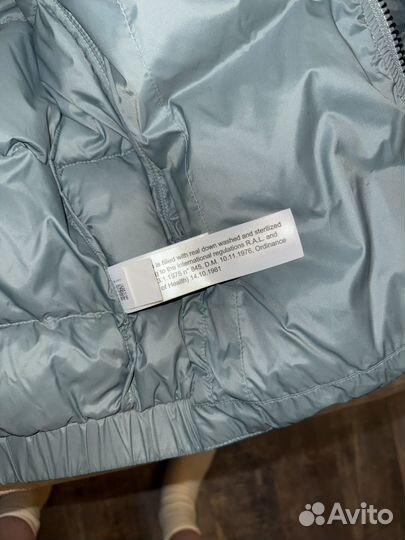 is filled with real down washed and sterilized
to the international regulations R.A.L. and
.1.1975 n° 845, D.M. 10.11.1976, Ordinance
of Health) 14.10.1981
Avito